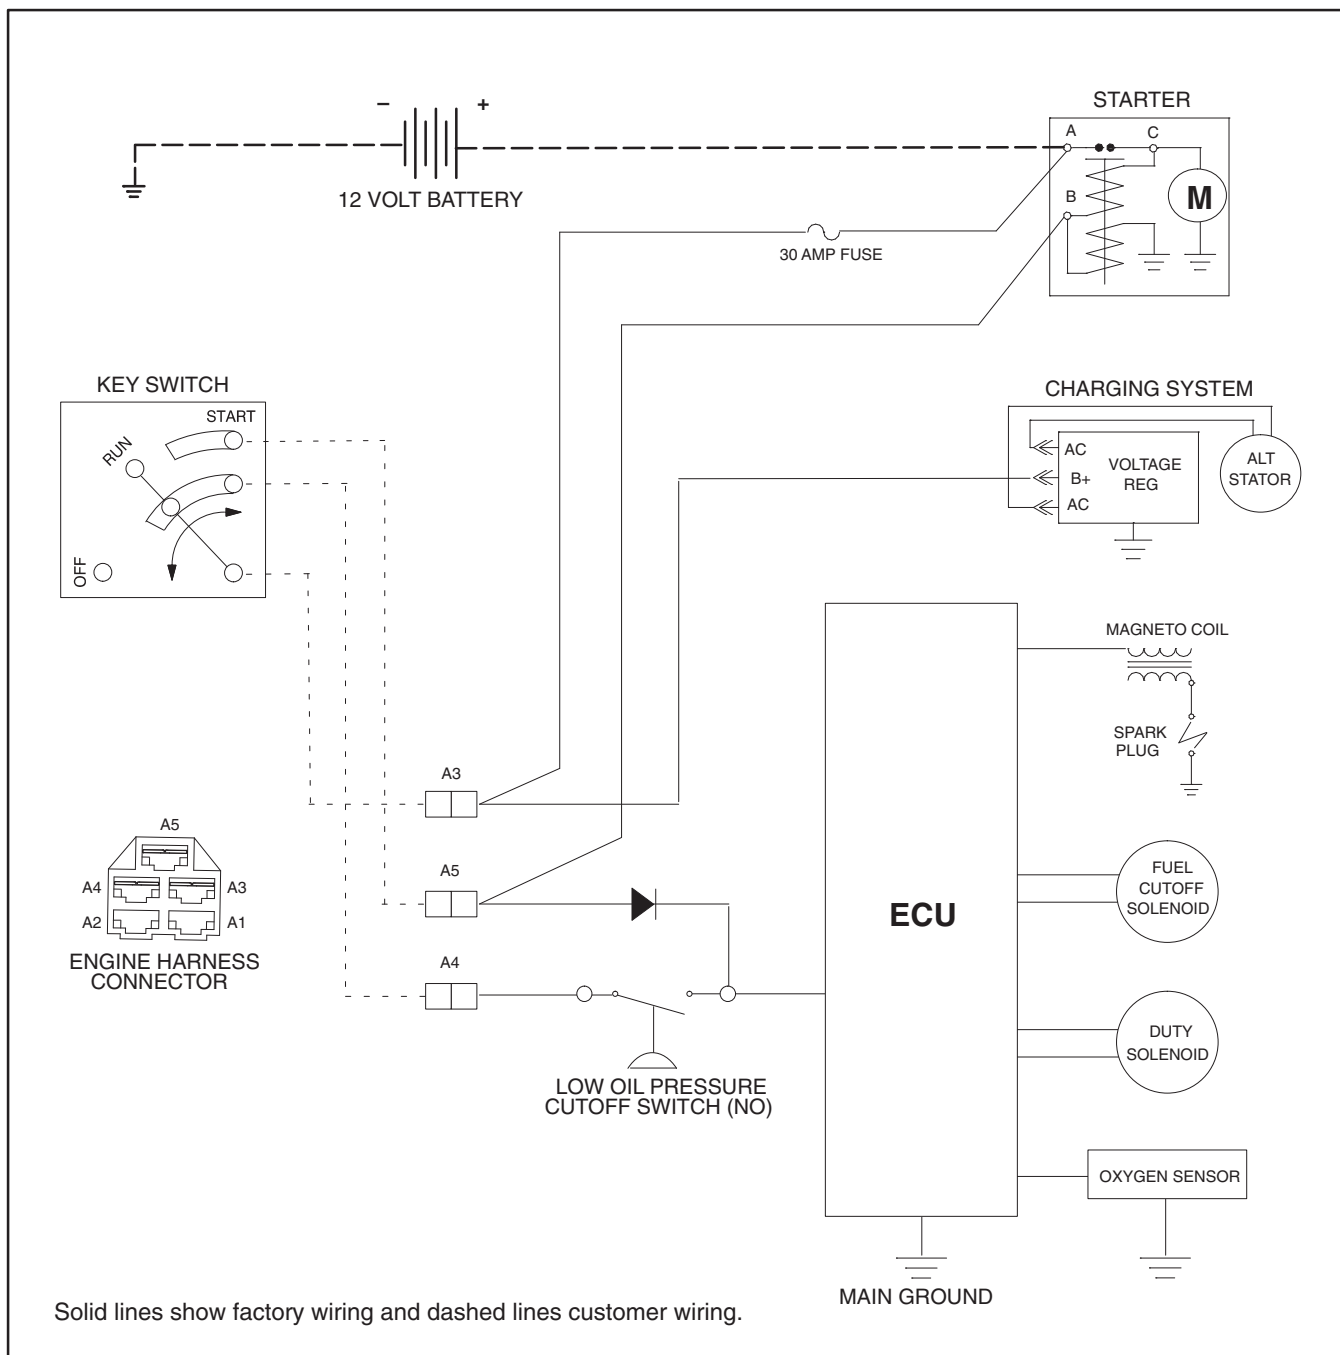 STARTER
− +
A C
12 VOLT BATTERY
B
M
30 AMP FUSE
KEY SWITCH
START
RUN
OFF
CHARGING SYSTEM
AC
B+
AC
VOLTAGE
REG
ALT
STATOR
MAGNETO COIL
SPARK
PLUG
A3
A5
A4
A5
A4 A3
A2 A1
ENGINE HARNESS
CONNECTOR
LOW OIL PRESSURE
CUTOFF SWITCH (NO)
ECU
FUEL
CUTOFF
SOLENOID
DUTY
SOLENOID
OXYGEN SENSOR
MAIN GROUND
Solid lines show factory wiring and dashed lines customer wiring.